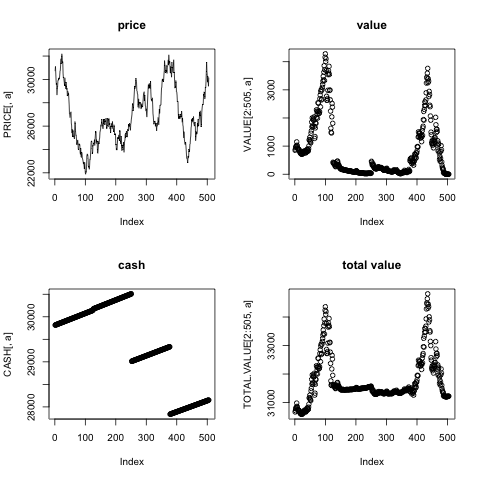 price
PRICE[, a]
30000
26000
22000
0 100 200 300 400 500
Index
value
VALUE[2:505, a]
3000
1000
0
0 100 200 300 400 500
Index
cash
CASH[, a]
30000
29000
28000
0 100 200 300 400 500
Index
total value
TOTAL.VALUE[2:505, a]
33000
31000
0 100 200 300 400 500
Index